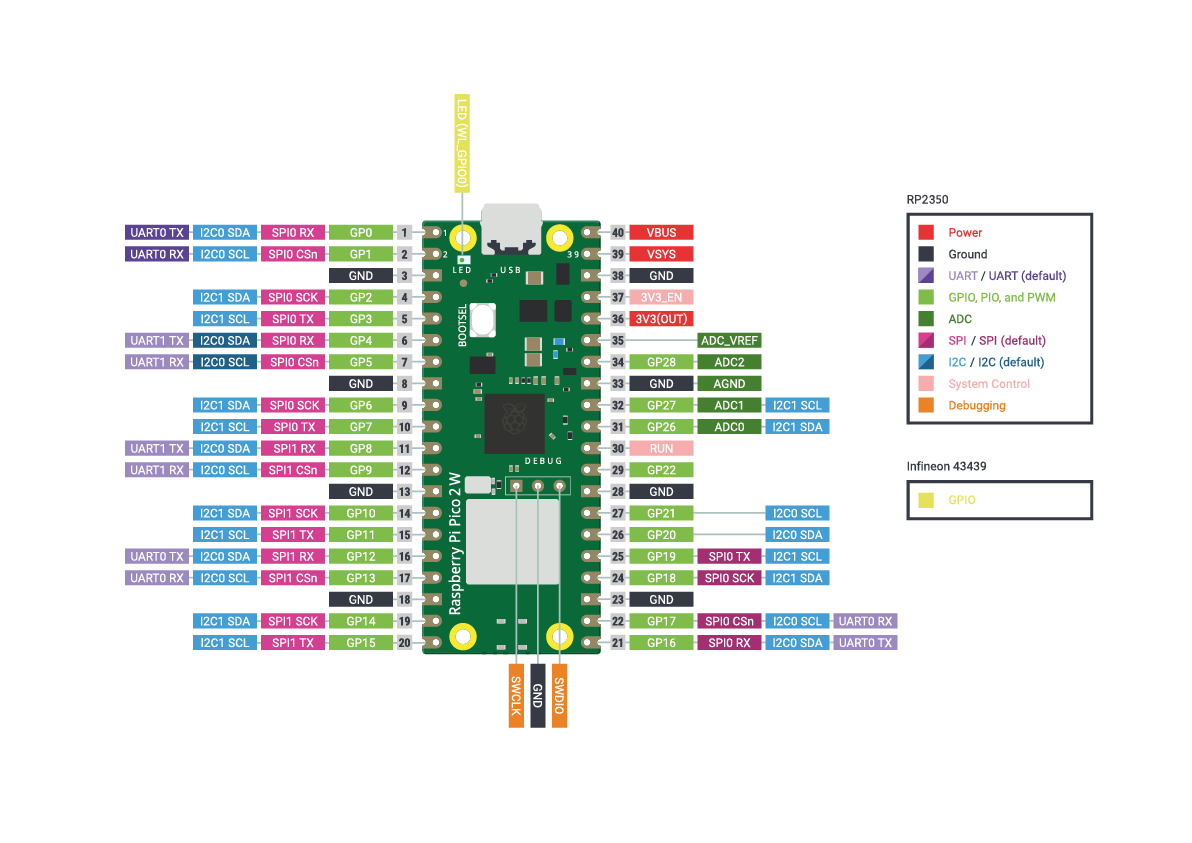 LED (WL_GPIO0)
UART0 TX I2C0 SDA SPI0 RX GP0 1
UART0 RX I2C0 SCL SPI0 CSn GP1 2
GND 3
I2C1 SDA SPI0 SCK GP2 4
I2C1 SCL SPI0 TX GP3 5
UART1 TX I2C0 SDA SPI0 RX GP4 6
UART1 RX I2C0 SCL SPI0 CSn GP5 7
GND 8
I2C1 SDA SPI0 SCK GP6 9
I2C1 SCL SPI0 TX GP7 10
UART1 TX I2C0 SDA SPI1 RX GP8 11
UART1 RX I2C0 SCL SPI1 CSn GP9 12
GND 13
I2C1 SDA SPI1 SCK GP10 14
I2C1 SCL SPI1 TX GP11 15
UART0 TX I2C0 SDA SPI1 RX GP12 16
UART0 RX I2C0 SCL SPI1 CSn GP13 17
GND 18
I2C1 SDA SPI1 SCK GP14 19
I2C1 SCL SPI1 TX GP15 20
1
2
39
LED
USB
BOOTSEL
DEBUG
Raspberry Pi Pico 2 W
40 VBUS
39 VSYS
38 GND
37 3V3_EN
36 3V3(OUT)
35 ADC_VREF
34 GP28 ADC2
33 GND AGND
32 GP27 ADC1 I2C1 SCL
31 GP26 ADC0 I2C1 SDA
30 RUN
29 GP22
28 GND
27 GP21 I2C0 SCL
26 GP20 I2C0 SDA
25 GP19 SPI0 TX I2C1 SCL
24 GP18 SPI0 SCK I2C1 SDA
23 GND
22 GP17 SPI0 CSn I2C0 SCL UART0 RX
21 GP16 SPI0 RX I2C0 SDA UART0 TX
SWCLK
GND
SWDIO
RP2350
Power
Ground
UART / UART (default)
GPIO, PIO, and PWM
ADC
SPI / SPI (default)
I2C / I2C (default)
System Control
Debugging
Infineon 43439
GPIO